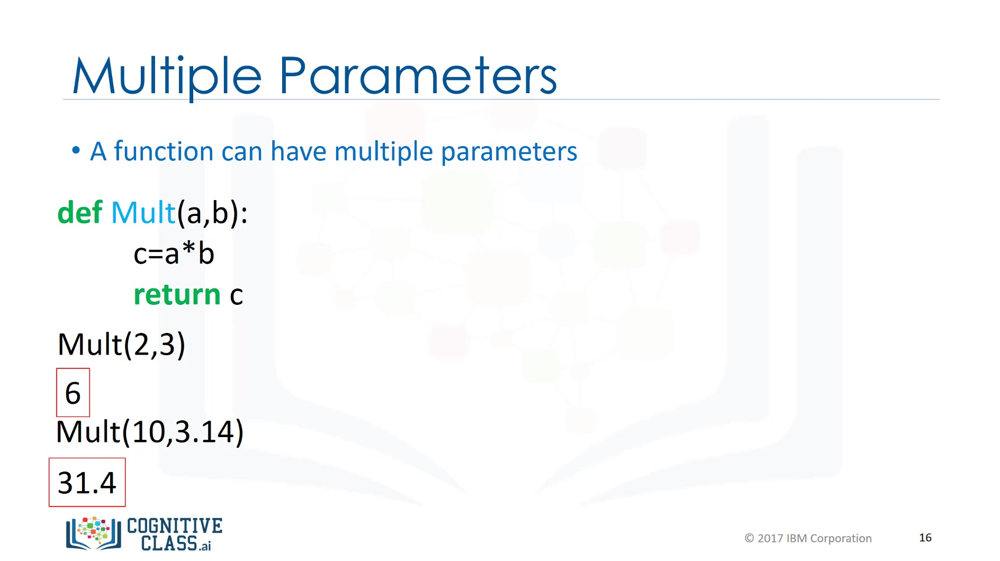 Multiple Parameters
• A function can have multiple parameters
def Mult(a,b):
c=a*b
return c
Mult(2,3)
6
Mult(10,3.14)
31.4
COGNITIVE
CLASS.ai
© 2017 IBM Corporation 16